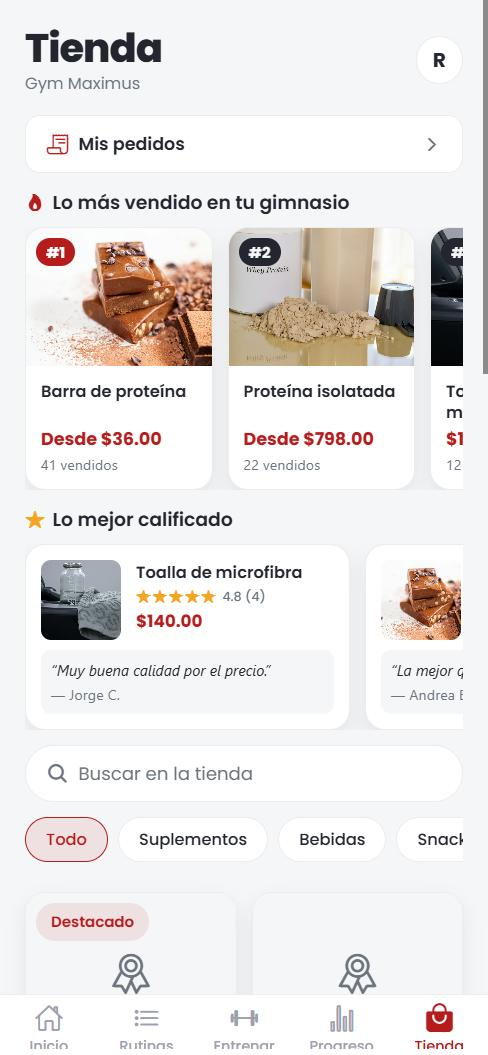 Tienda
Gym Maximus
R
Mis pedidos
Lo más vendido en tu gimnasio
#1
#2
#
Whey Protein
Barra de proteína
Proteína isolatada
To
m
Desde $36.00
Desde $798.00
$1
41 vendidos
22 vendidos
12
Lo mejor calificado
Toalla de microfibra
4.8 (4)
$140.00
“Muy buena calidad por el precio.”
— Jorge C.
“La mejor q
— Andrea
Buscar en la tienda
Todo
Suplementos
Bebidas
Snack
Destacado
Inicio
Rutinas
Entrenar
Progreso
Tienda